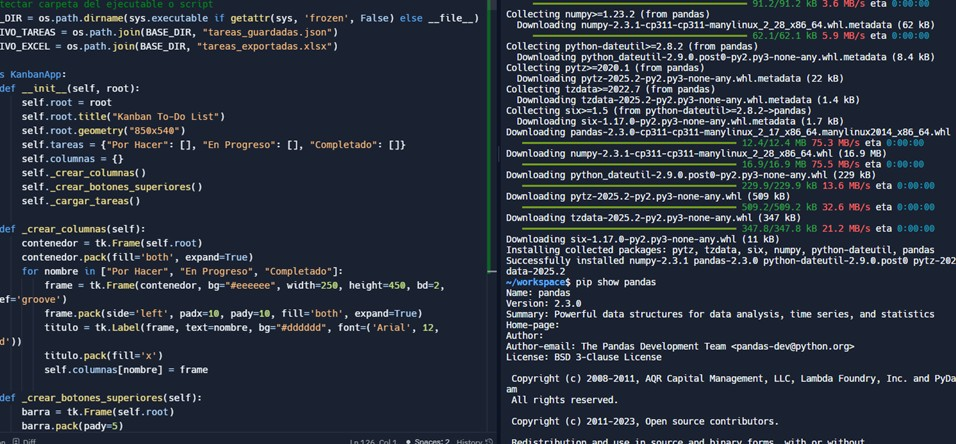 tectar carpeta del ejecutable o script
_DIR = os.path.dirname(sys.executable if getattr(sys, 'frozen', False) else __file__)
IVO_TAREAS = os.path.join(BASE_DIR, "tareas_guardadas.json")
IVO_EXCEL = os.path.join(BASE_DIR, "tareas_exportadas.xlsx")
s KanbanApp:
def __init__(self, root):
self.root = root
self.root.title("Kanban To-Do List")
self.root.geometry("850x540")
self.tareas = {"Por Hacer": [], "En Progreso": [], "Completado": []}
self.columnas = {}
self._crear_columnas()
self._crear_botones_superiores()
self._cargar_tareas()
def _crear_columnas(self):
contenedor = tk.Frame(self.root)
contenedor.pack(fill='both', expand=True)
for nombre in ["Por Hacer", "En Progreso", "Completado"]:
frame = tk.Frame(contenedor, bg="#eeeeee", width=250, height=450, bd=2,
ef='groove')
frame.pack(side='left', padx=10, pady=10, fill='both', expand=True)
titulo = tk.Label(frame, text=nombre, bg="#dddddd", font=('Arial', 12,
d'))
titulo.pack(fill='x')
self.columnas[nombre] = frame
def _crear_botones_superiores(self):
barra = tk.Frame(self.root)
barra.pack(pady=5)
Diff
Ln 126, Col 1
Spaces: 2
History
91.2/91.2 kB 3.6 MB/s eta 0:00:00
Collecting numpy>=1.23.2 (from pandas)
Downloading numpy-2.3.1-cp311-cp311-manylinux_2_28_x86_64.whl.metadata (62 kB)
62.1/62.1 kB 5.9 MB/s eta 0:00:00
Collecting python-dateutil>=2.8.2 (from pandas)
Downloading python_dateutil-2.9.0.post0-py2.py3-none-any.whl.metadata (8.4 kB)
Collecting pytz>=2020.1 (from pandas)
Downloading pytz-2025.2-py2.py3-none-any.whl.metadata (22 kB)
Collecting tzdata>=2022.7 (from pandas)
Downloading tzdata-2025.2-py2.py3-none-any.whl.metadata (1.4 kB)
Collecting six>=1.5 (from python-dateutil>=2.8.2->pandas)
Downloading six-1.17.0-py2.py3-none-any.whl.metadata (1.7 kB)
Downloading pandas-2.3.0-cp311-cp311-manylinux_2_17_x86_64.manylinux2014_x86_64.whl
12.4/12.4 MB 75.3 MB/s eta 0:00:00
Downloading numpy-2.3.1-cp311-cp311-manylinux_2_28_x86_64.whl (16.9 MB)
16.9/16.9 MB 75.5 MB/s eta 0:00:00
Downloading python_dateutil-2.9.0.post0-py2.py3-none-any.whl (229 kB)
229.9/229.9 kB 13.6 MB/s eta 0:00:00
Downloading pytz-2025.2-py2.py3-none-any.whl (509 kB)
509.2/509.2 kB 32.6 MB/s eta 0:00:00
Downloading tzdata-2025.2-py2.py3-none-any.whl (347 kB)
347.8/347.8 kB 21.2 MB/s eta 0:00:00
Downloading six-1.17.0-py2.py3-none-any.whl (11 kB)
Installing collected packages: pytz, tzdata, six, numpy, python-dateutil, pandas
Successfully installed numpy-2.3.1 pandas-2.3.0 python-dateutil-2.9.0.post0 pytz-202
data-2025.2
~/workspace$ pip show pandas
Name: pandas
Version: 2.3.0
Summary: Powerful data structures for data analysis, time series, and statistics
Home-page:
Author:
Author-email: The Pandas Development Team <pandas-dev@python.org>
License: BSD 3-Clause License
Copyright (c) 2008-2011, AQR Capital Management, LLC, Lambda Foundry, Inc. and PyDa
am
All rights reserved.
Copyright (c) 2011-2023, Open source contributors.
Redistribution and use in source and binary forms, with or without